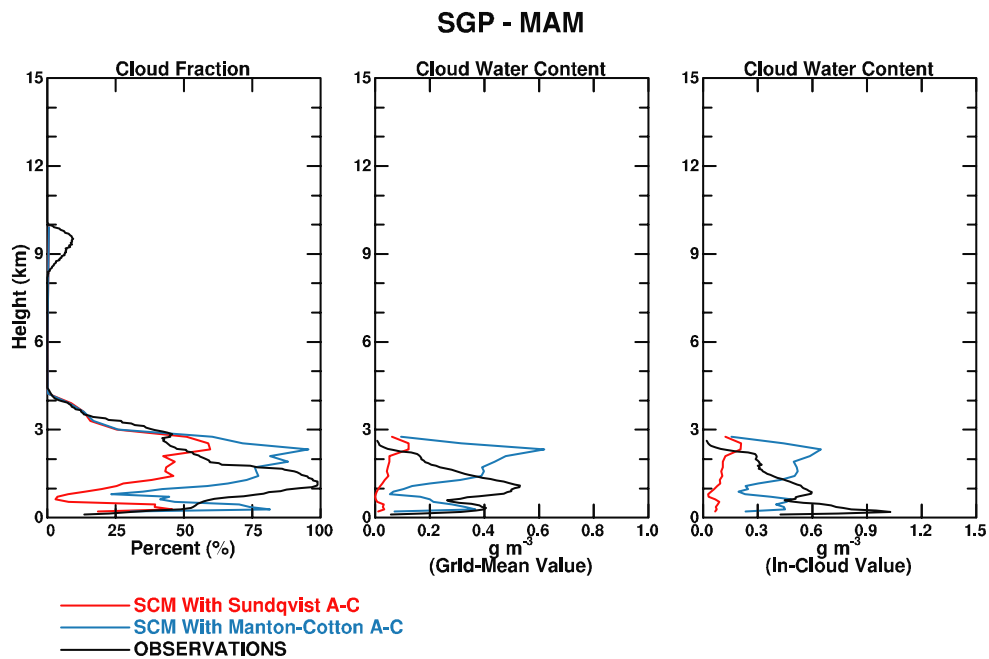 SGP - MAM
Cloud Fraction
Cloud Water Content
Cloud Water Content
15
12
9
6
3
0
Height (km)
0
25
50
75
100
Percent (%)
15
12
9
6
3
0
0.0
0.2
0.4
0.6
0.8
1.0
g m-3
(Grid-Mean Value)
15
12
9
6
3
0
0.0
0.3
0.6
0.9
1.2
1.5
g m-3
(In-Cloud Value)
SCM With Sundqvist A-C
SCM With Manton-Cotton A-C
OBSERVATIONS